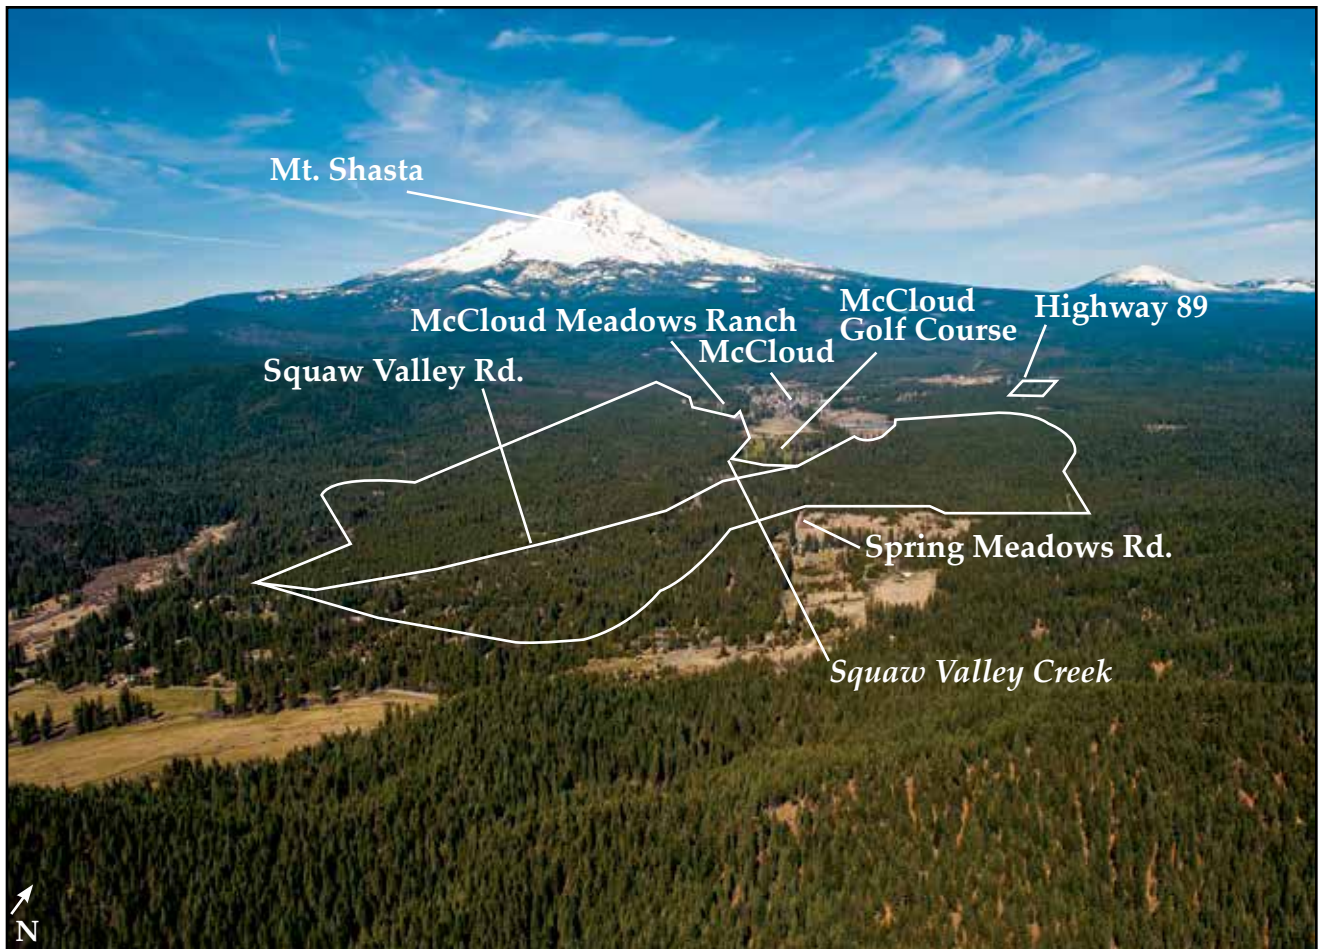 Mt. Shasta
McCloud
Golf Course
Highway 89
McCloud Meadows Ranch
McCloud
Squaw Valley Rd.
Spring Meadows Rd.
Squaw Valley Creek
N